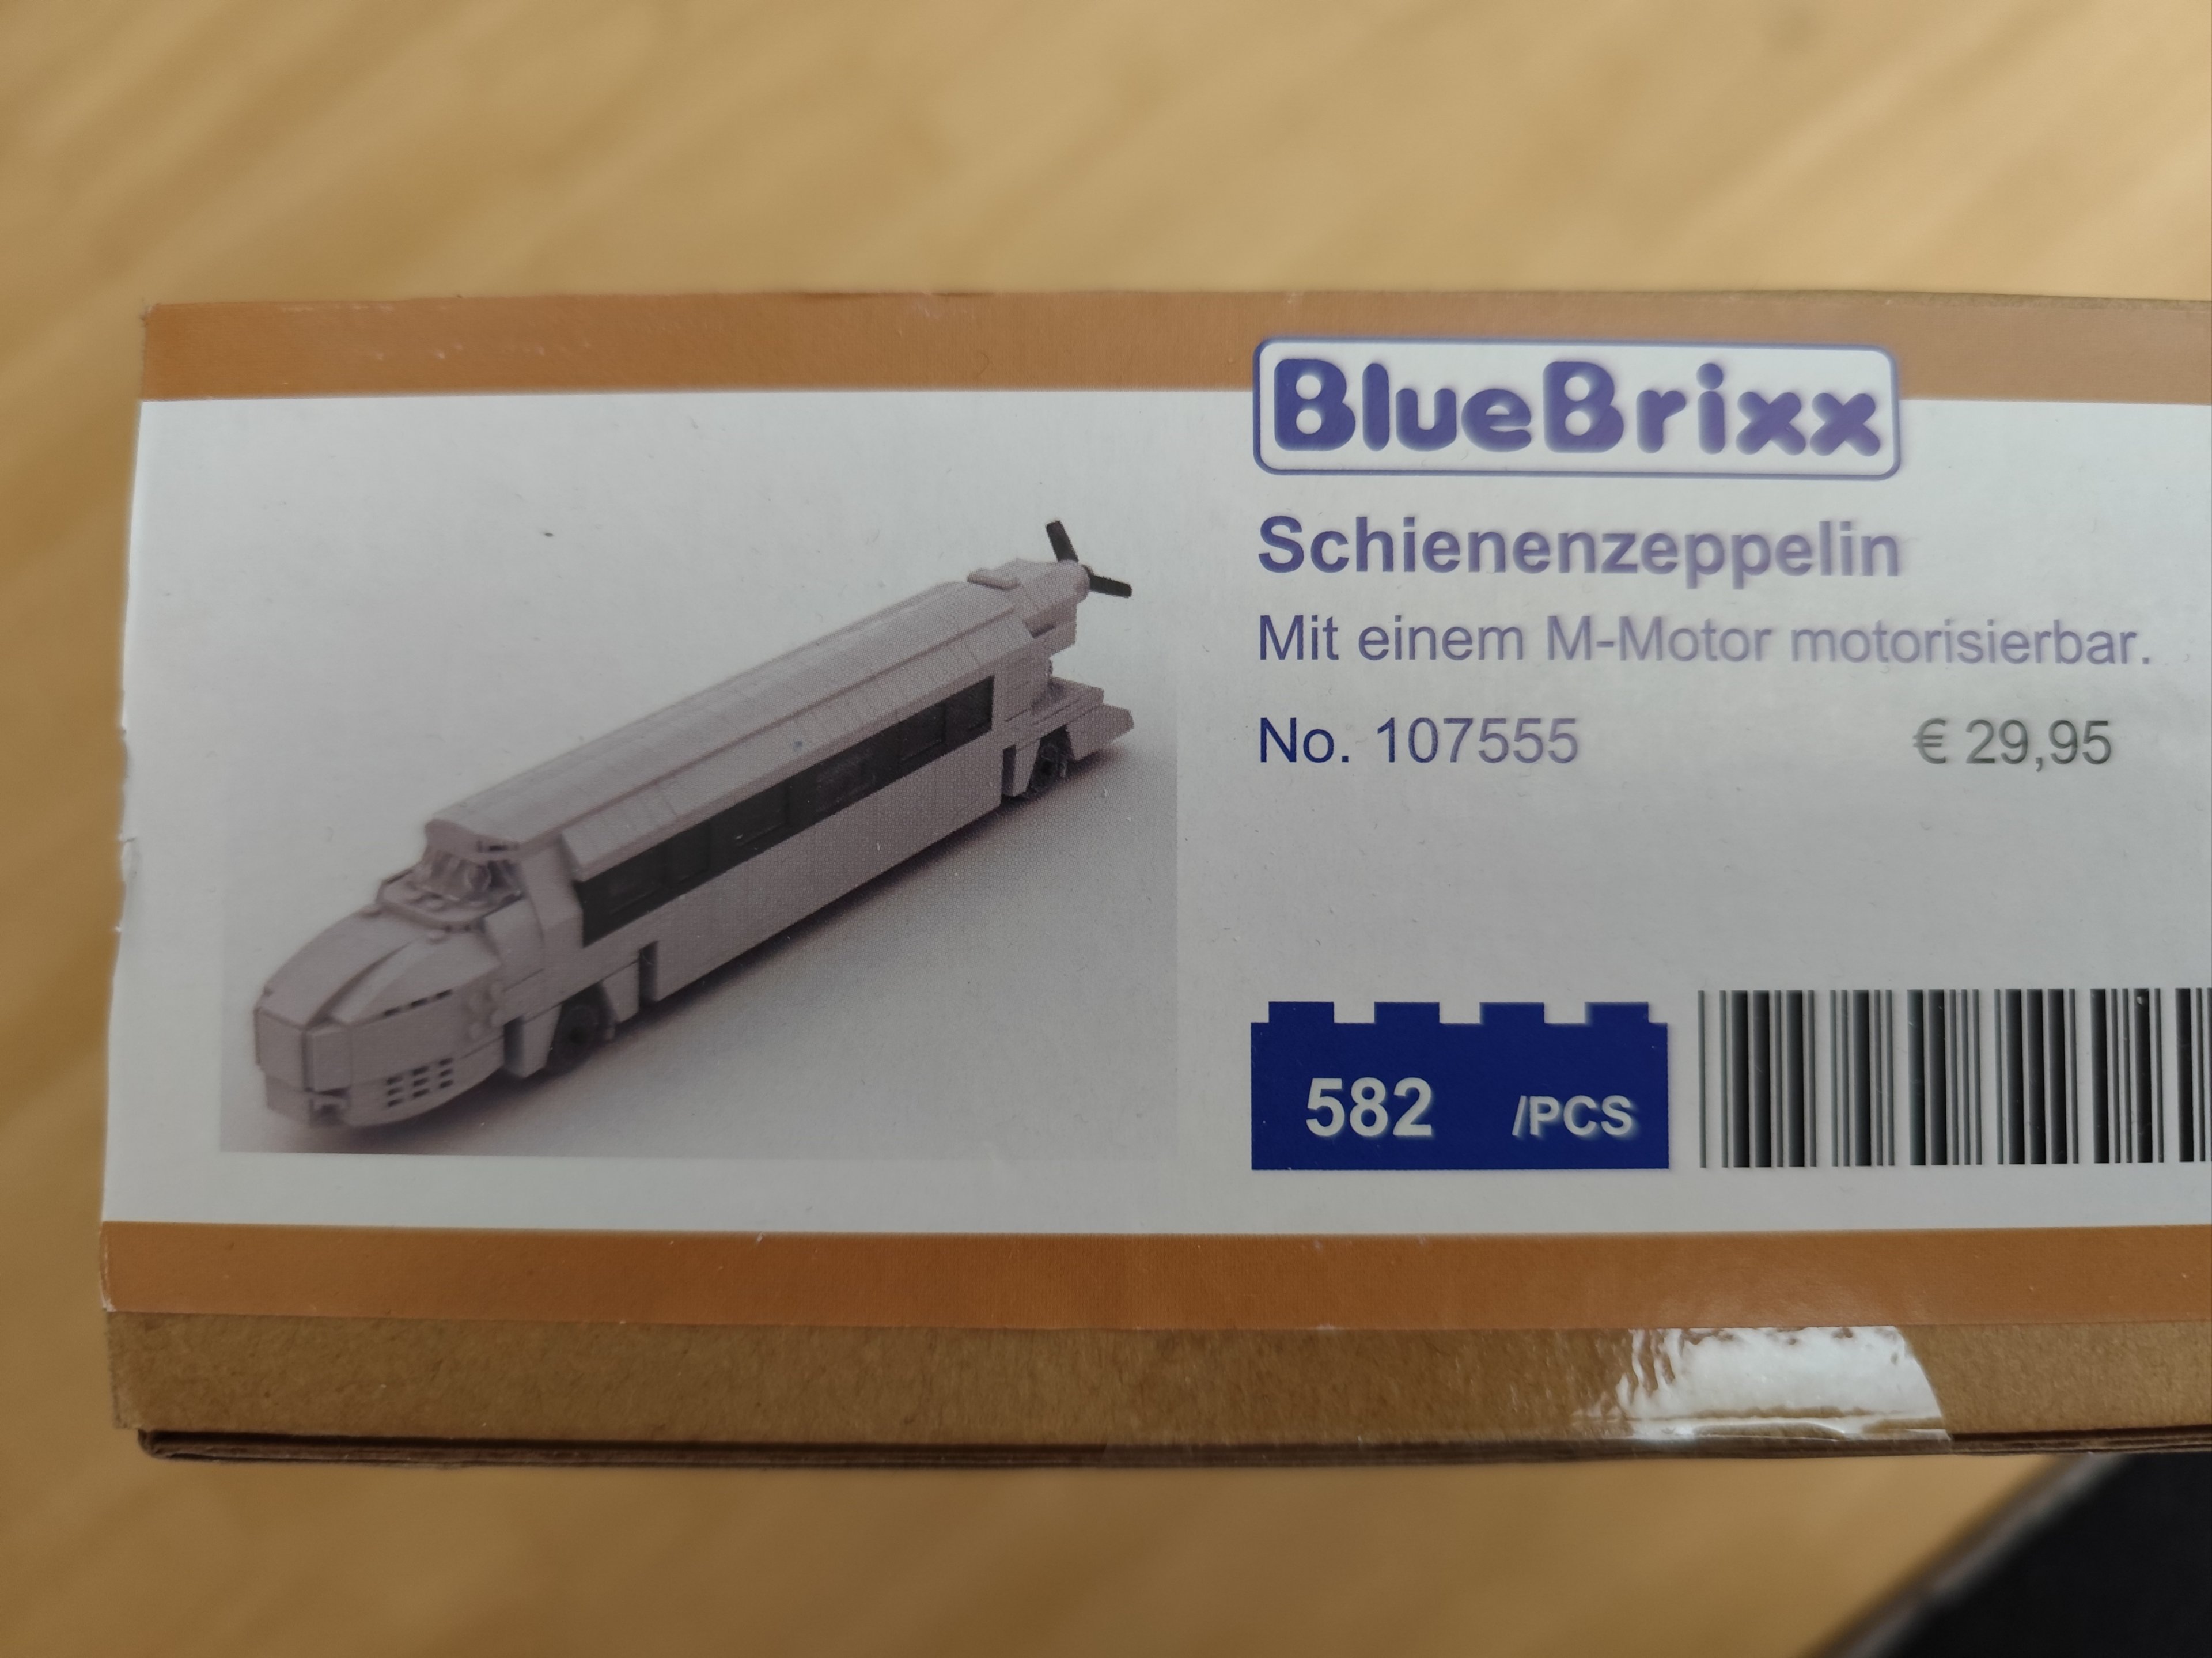 BlueBrixx
Schienenzeppelin
Mit einem M-Motor motorisierbar.
No. 107555 € 29,95
582 /PCS